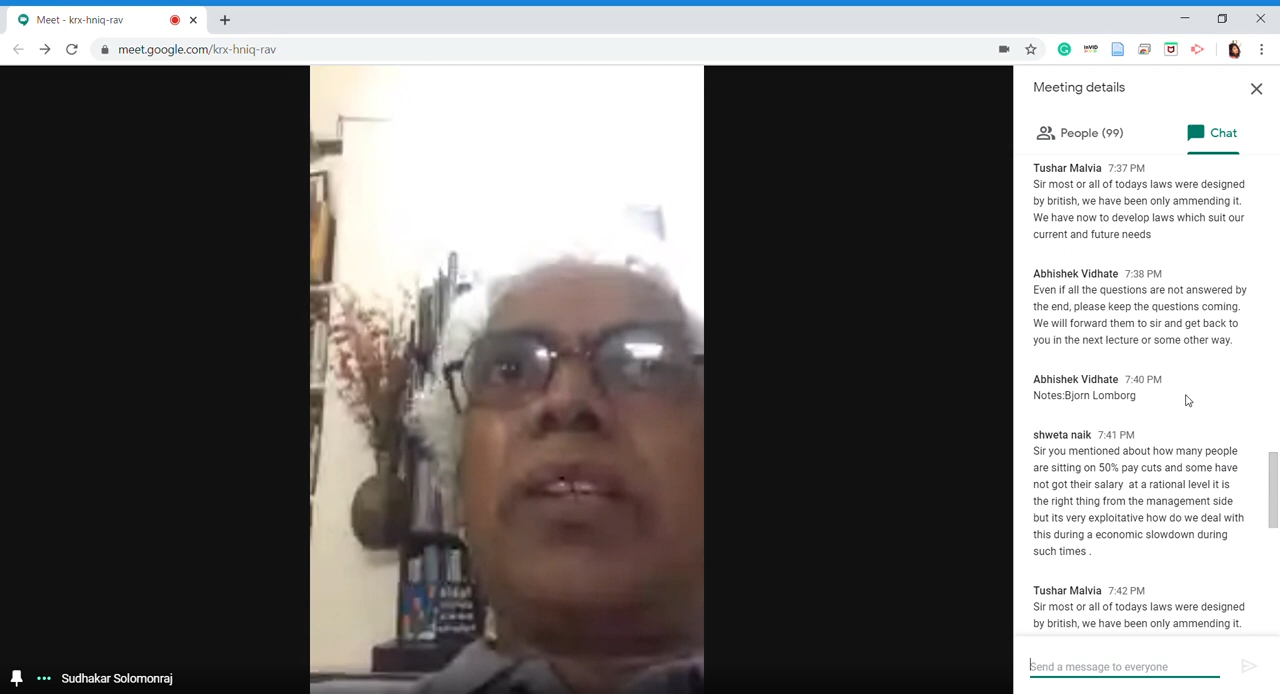 Meet - krx-hniq-rav
meet.google.com/krx-hniq-rav
InVID
Meeting details
People (99)
Chat
Tushar Malvia 7:37 PM
Sir most or all of todays laws were designed
by british, we have been only ammending it.
We have now to develop laws which suit our
current and future needs
Abhishek Vidhate 7:38 PM
Even if all the questions are not answered by
the end, please keep the questions coming.
We will forward them to sir and get back to
you in the next lecture or some other way.
Abhishek Vidhate 7:40 PM
Notes:Bjorn Lomborg
shweta naik 7:41 PM
Sir you mentioned about how many people
are sitting on 50% pay cuts and some have
not got their salary at a rational level it is
the right thing from the management side
but its very exploitative how do we deal with
this during a economic slowdown during
such times .
Tushar Malvia 7:42 PM
Sir most or all of todays laws were designed
by british, we have been only ammending it.
Send a message to everyone
Sudhakar Solomonraj